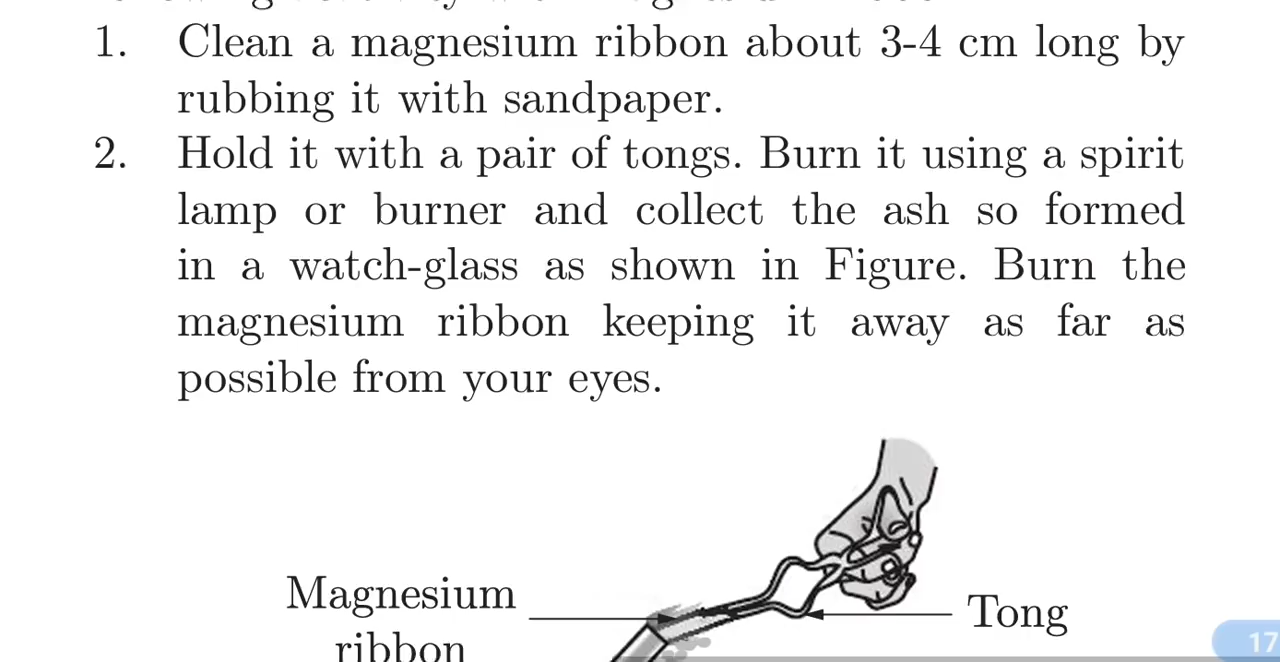 1. Clean a magnesium ribbon about 3-4 cm long by
rubbing it with sandpaper.
2. Hold it with a pair of tongs. Burn it using a spirit
lamp or burner and collect the ash so formed
in a watch-glass as shown in Figure. Burn the
magnesium ribbon keeping it away as far as
possible from your eyes.
Magnesium
ribbon
Tong
17